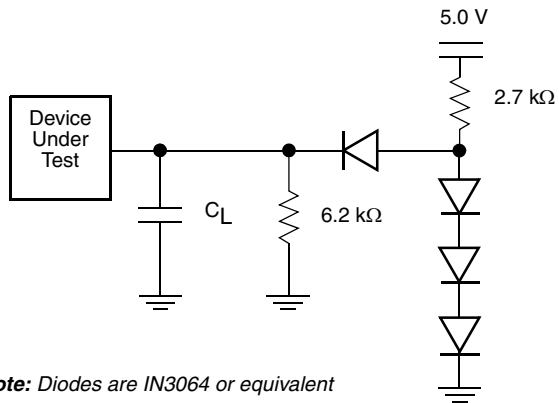 5.0 V
2.7 kΩ
Device
Under
Test
CL
6.2 kΩ
ote: Diodes are IN3064 or equivalent